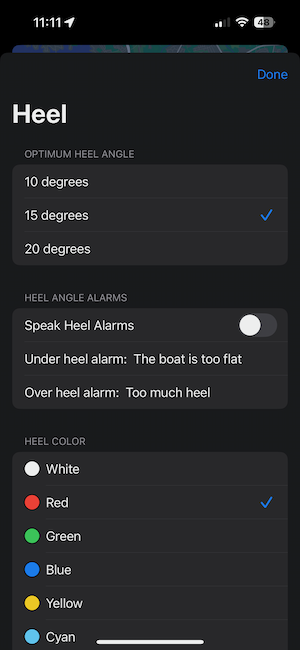 11:11
48
Done
Heel
OPTIMUM HEEL ANGLE
10 degrees
15 degrees
20 degrees
HEEL ANGLE ALARMS
Speak Heel Alarms
Under heel alarm: The boat is too flat
Over heel alarm: Too much heel
HEEL COLOR
White
Red
Green
Blue
Yellow
Cyan